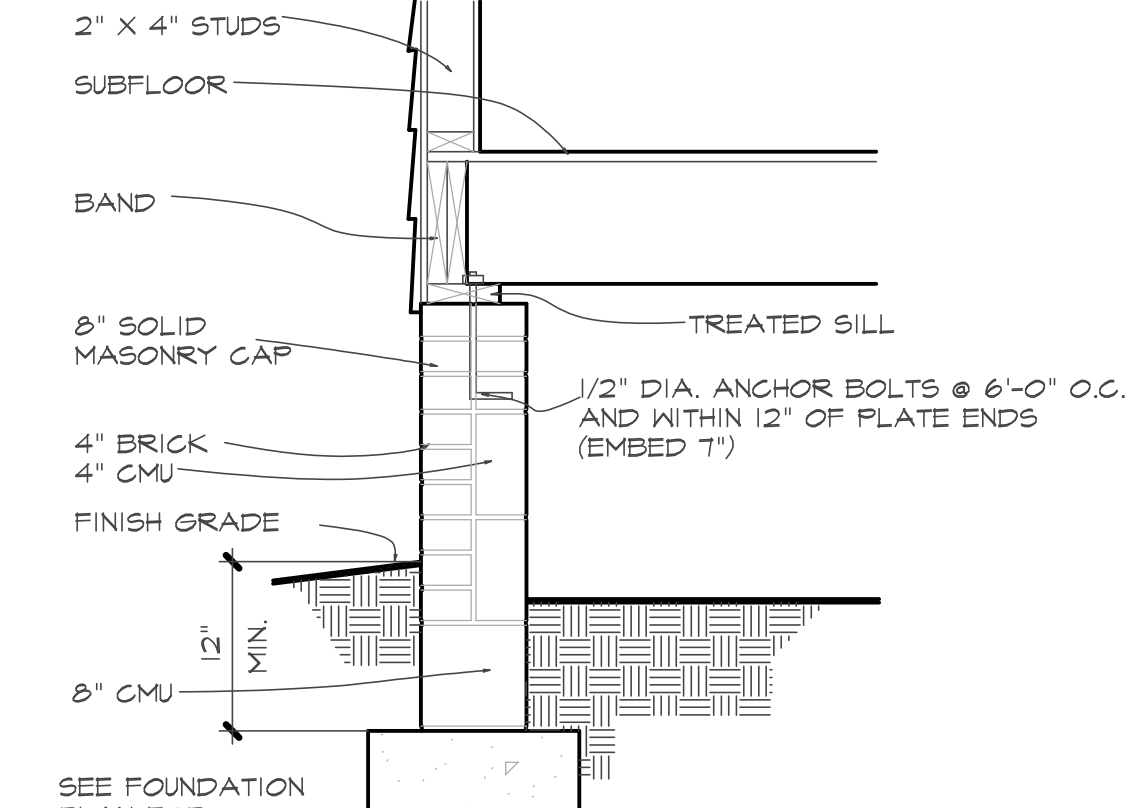 2" X 4" STUDS
SUBFLOOR
BAND
8" SOLID
MASONRY CAP
TREATED SILL
1/2" DIA. ANCHOR BOLTS @ 6'-0" O.C.
AND WITHIN 12" OF PLATE ENDS
(EMBED 7")
4" BRICK
4" CMU
FINISH GRADE
12"
MIN.
8" CMU
SEE FOUNDATION